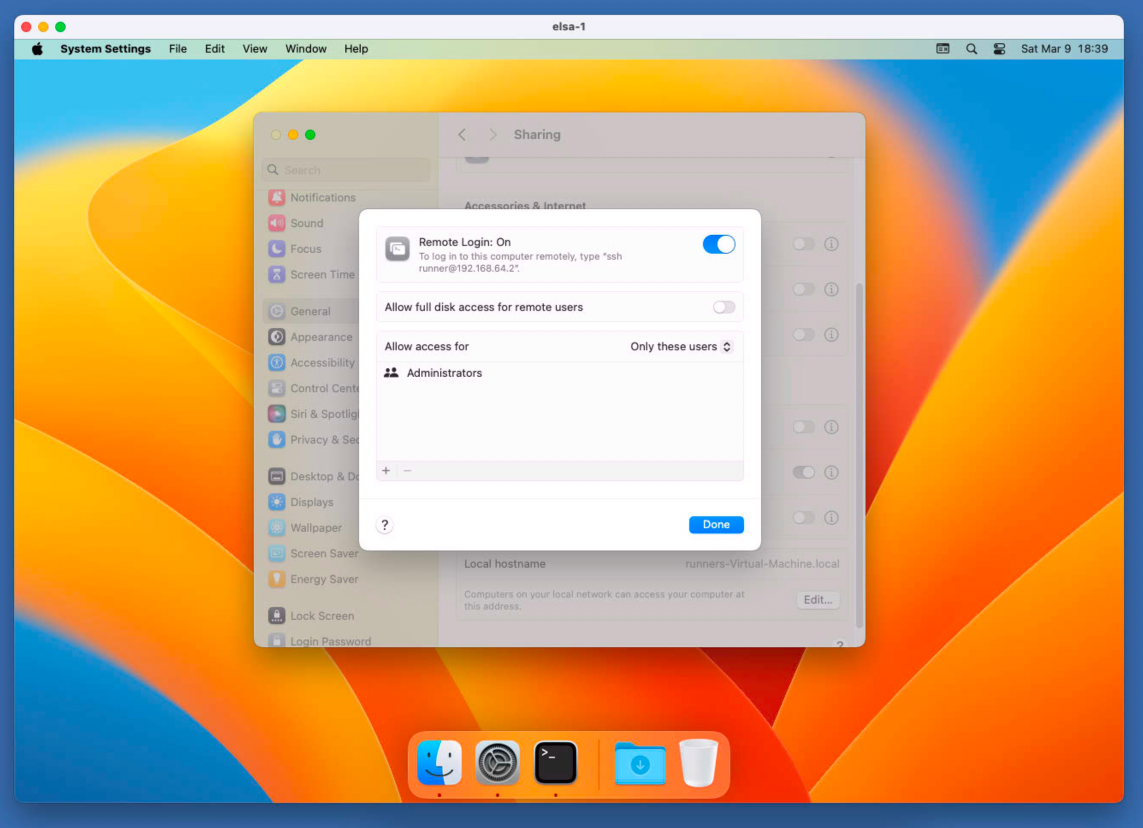 elsa-1
System Settings File Edit View Window Help Sat Mar 9 18:39
Sharing
Search
Notifications
Sound
Focus
Screen Time
General
Appearance
Accessibility
Control Cente
Siri & Spotlig
Privacy & Sec
Desktop & Do
Displays
Wallpaper
Screen Saver
Energy Saver
Lock Screen
Login Password
Accessories & Internet
Remote Login: On
To log in to this computer remotely, type "ssh
runner@192.168.64.2".
Allow full disk access for remote users
Allow access for Only these users
Administrators
+ −
? Done
Local hostname runners-Virtual-Machine.local
Computers on your local network can access your computer at
this address.
Edit...
?
>_